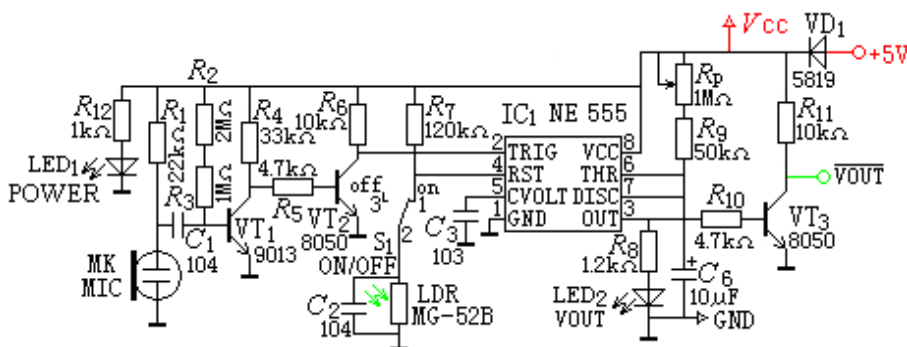 Vcc
VD1
+5V
5819
R2
R12
1kΩ
R1
22kΩ
2MΩ
R4
33kΩ
R6
10kΩ
R7
120kΩ
IC1 NE 555
RP
1MΩ
R11
10kΩ
2 TRIG VCC 8
4 RST THR 6
5 CVOLT DISC 7
1 GND OUT 3
R9
50kΩ
LED1
POWER
R3
1MΩ
4.7kΩ
R5
off
3
on
1
2
VOUT
C1
104
VT1
9013
VT2
8050
S1
ON/OFF
C3
103
R10
4.7kΩ
VT3
8050
MK
MIC
R8
1.2kΩ
C6
+
10μF
C2
104
LDR
MG-52B
LED2
VOUT
GND